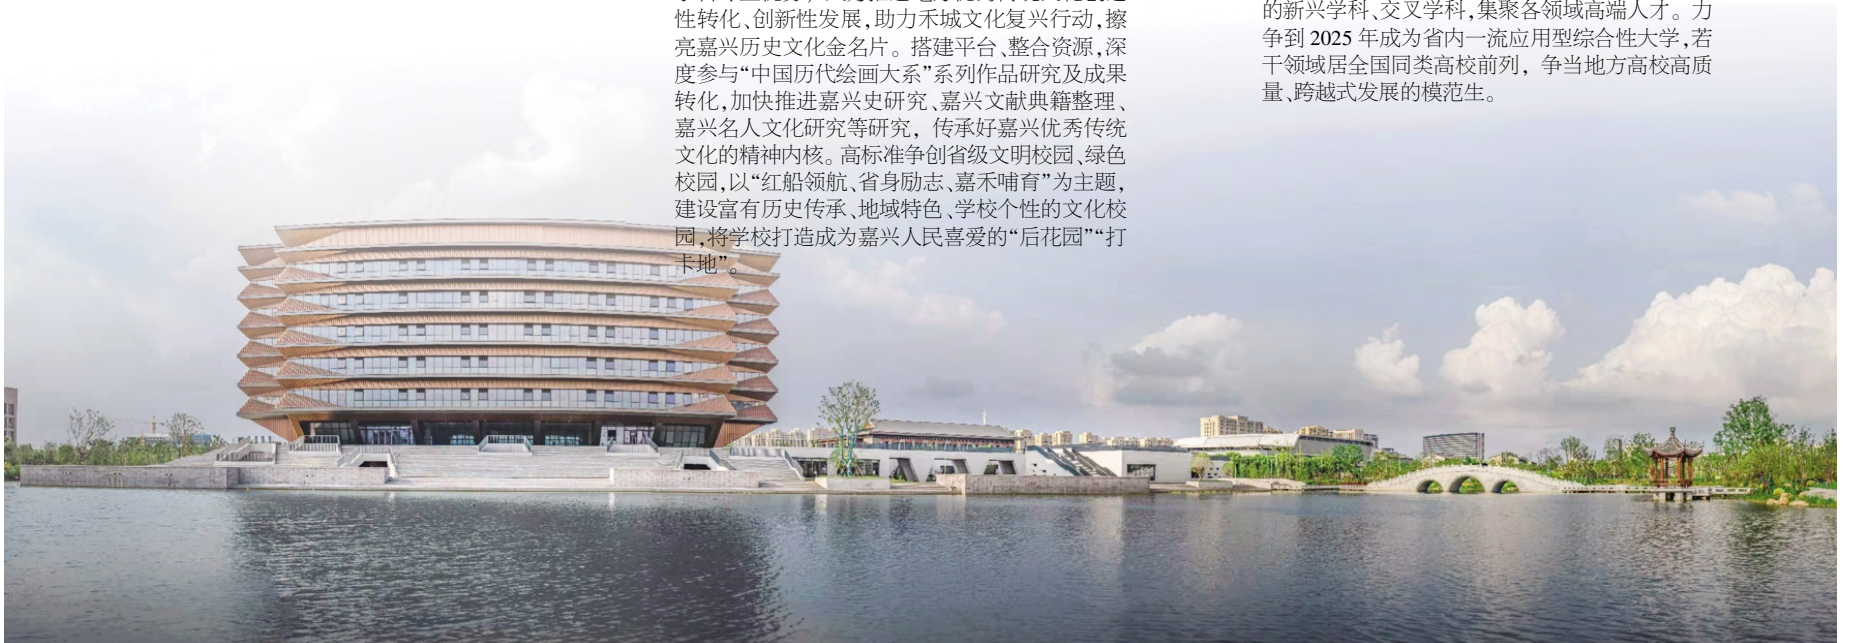 性转化、创新性发展,助力禾城文化复兴行动,擦
亮嘉兴历史文化金名片。搭建平台、整合资源,深
度参与“中国历代绘画大系”系列作品研究及成果
转化,加快推进嘉兴史研究、嘉兴文献典籍整理、
嘉兴名人文化研究等研究，传承好嘉兴优秀传统
文化的精神内核。高标准争创省级文明校园、绿色
校园,以“红船领航、省身励志、嘉禾哺育”为主题,
建设富有历史传承、地域特色、学校个性的文化校
园,将学校打造成为嘉兴人民喜爱的“后花园”“打
卡地”。
的新兴学科、交叉学科,集聚各领域高端人才。力
争到 2025 年成为省内一流应用型综合性大学,若
干领域居全国同类高校前列，争当地方高校高质
量、跨越式发展的模范生。